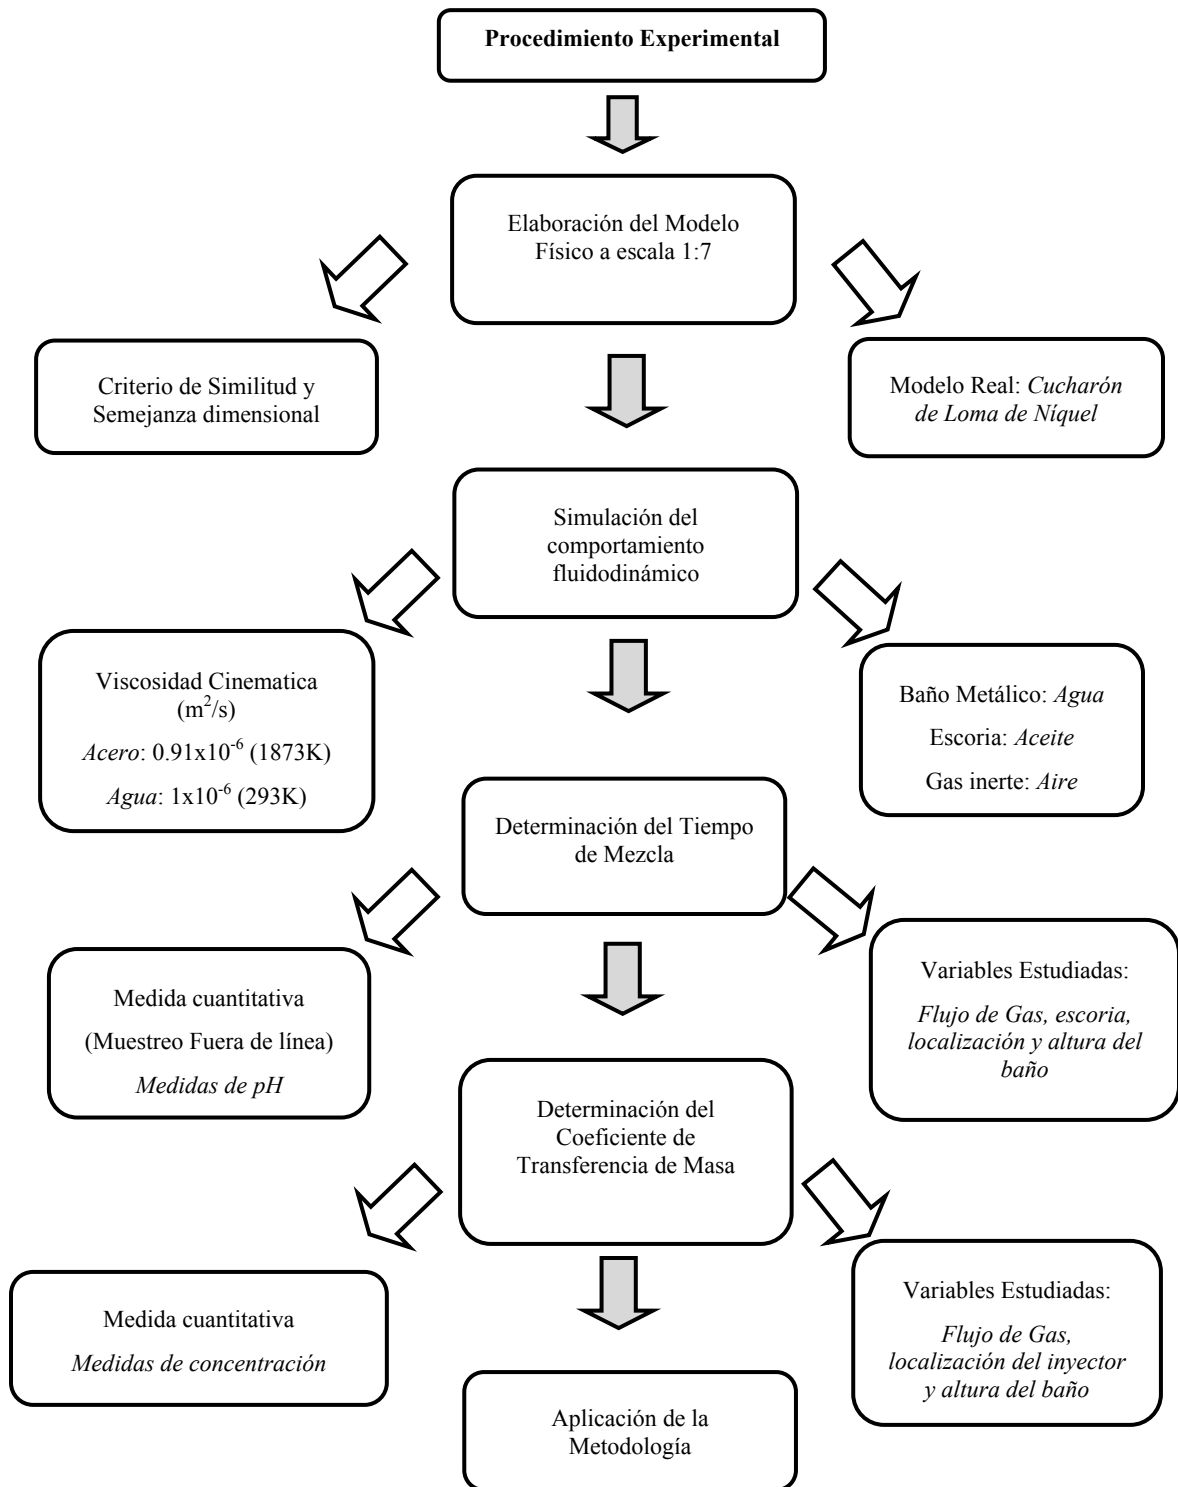 Procedimiento Experimental
Elaboración del Modelo
Físico a escala 1:7
Criterio de Similitud y
Semejanza dimensional
Modelo Real: Cucharón
de Loma de Níquel
Simulación del
comportamiento
fluidodinámico
Viscosidad Cinematica
(m²/s)
Acero: 0.91x10⁻⁶ (1873K)
Agua: 1x10⁻⁶ (293K)
Baño Metálico: Agua
Escoria: Aceite
Gas inerte: Aire
Determinación del Tiempo
de Mezcla
Medida cuantitativa
(Muestreo Fuera de línea)
Medidas de pH
Variables Estudiadas:
Flujo de Gas, escoria,
localización y altura del
baño
Determinación del
Coeficiente de
Transferencia de Masa
Medida cuantitativa
Medidas de concentración
Variables Estudiadas:
Flujo de Gas,
localización del inyector
y altura del baño
Aplicación de la
Metodología